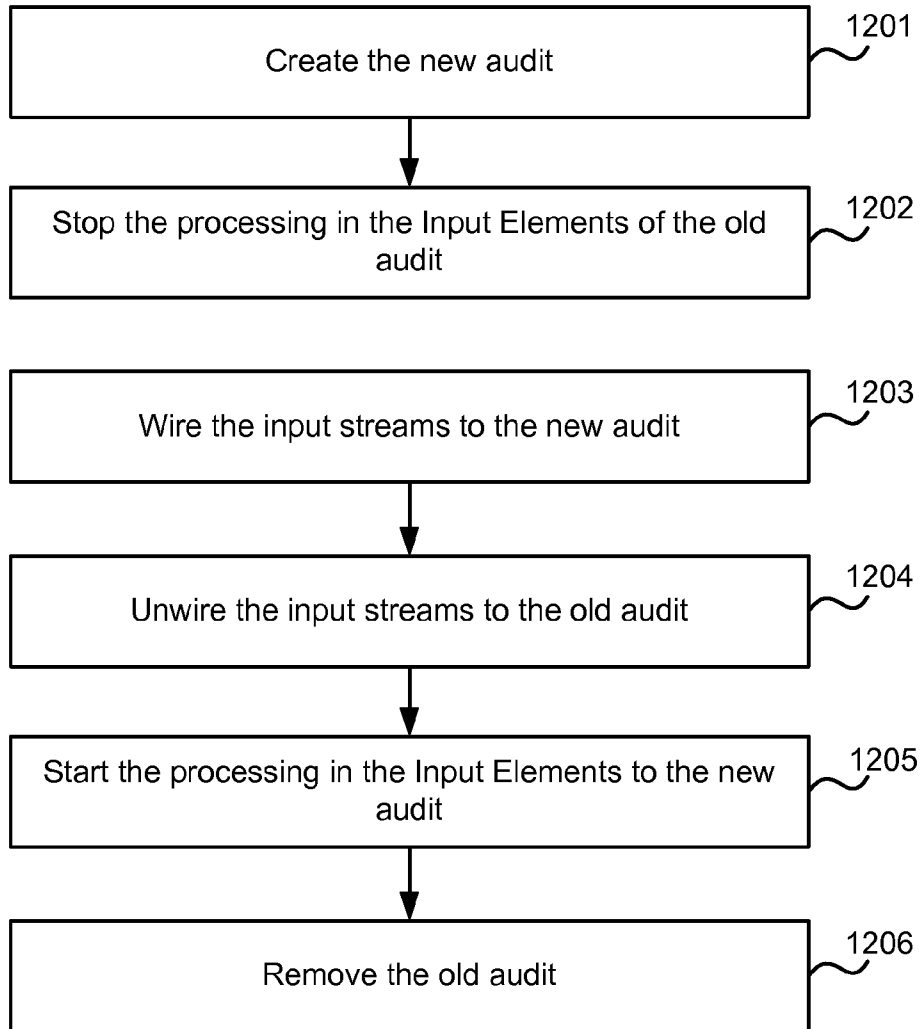 1201
Create the new audit
1202
Stop the processing in the Input Elements of the old
audit
1203
Wire the input streams to the new audit
1204
Unwire the input streams to the old audit
1205
Start the processing in the Input Elements to the new
audit
1206
Remove the old audit